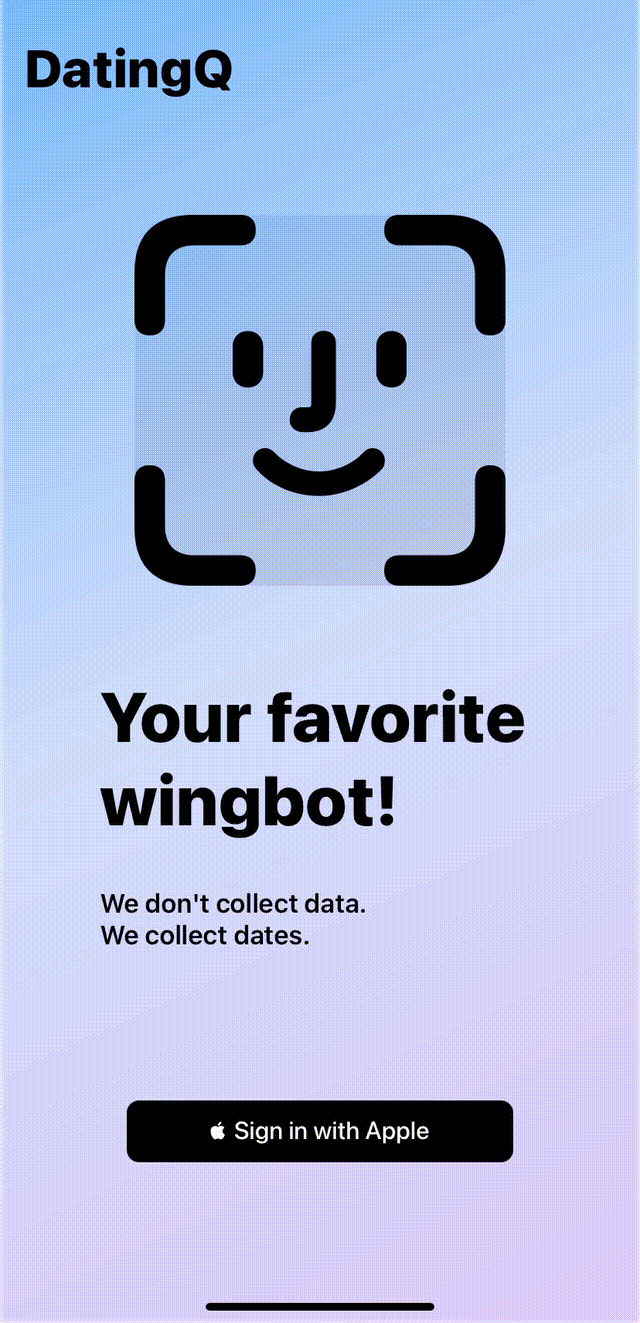 DatingQ
Your favorite
wingbot!
We don't collect data.
We collect dates.
Sign in with Apple